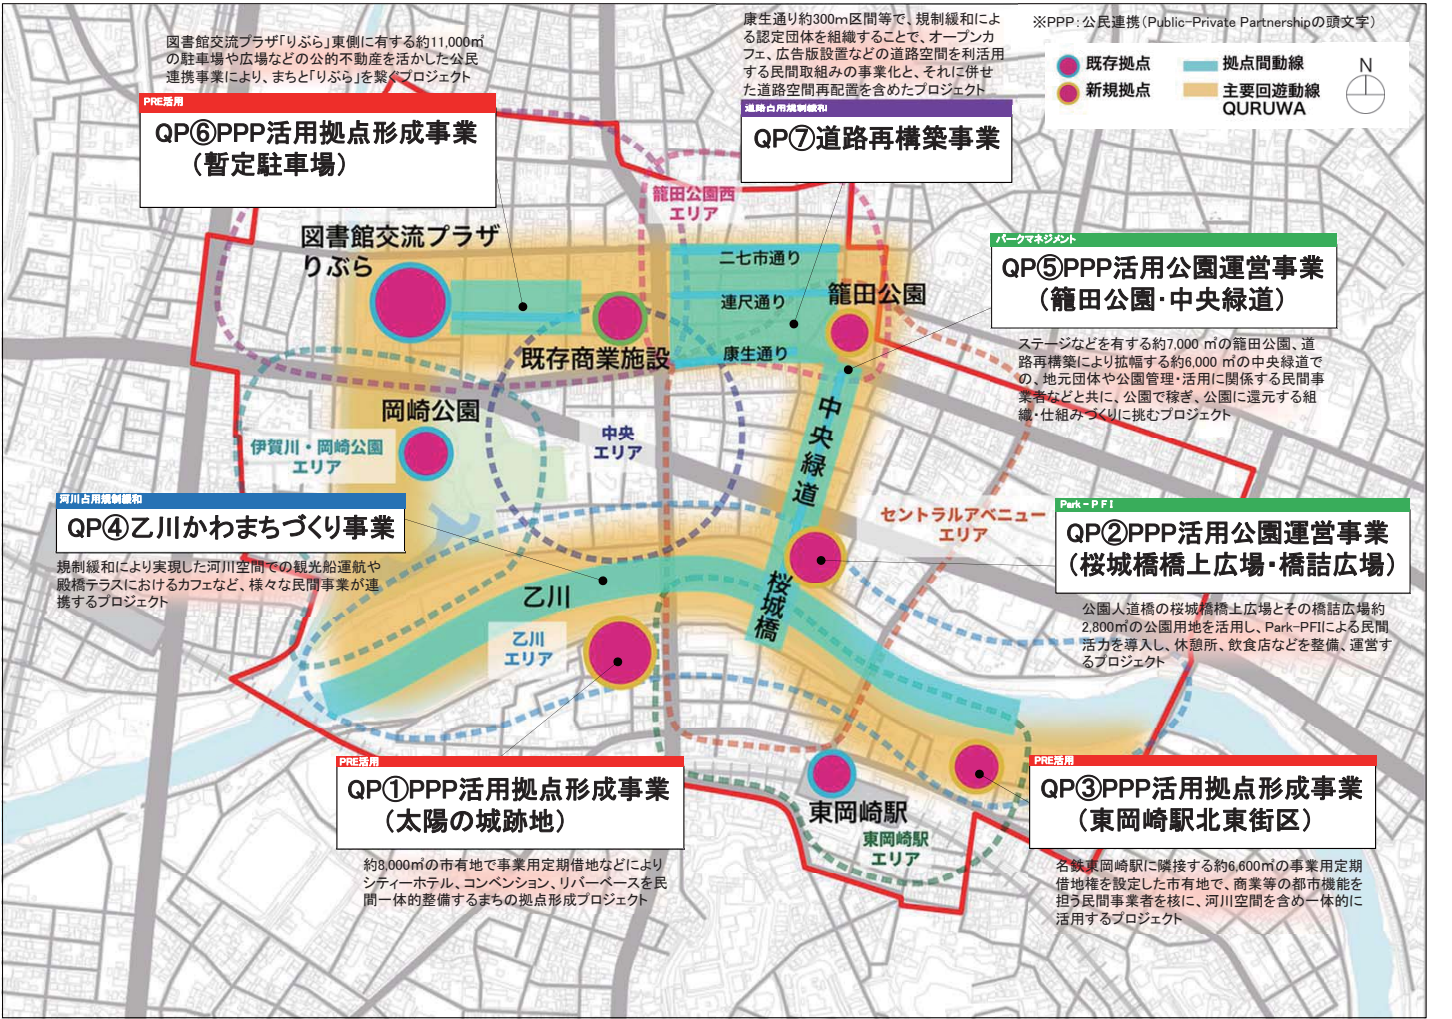 図書館交流プラザ「りぶら」東側に有する約11,000㎡
の駐車場や広場などの公的不動産を活かした公民
連携事業により、まちと「りぶら」を繋ぐプロジェクト
PRE活用
QP⑥PPP活用拠点形成事業
（暫定駐車場）
康生通り約300m区間等で、規制緩和によ
る認定団体を組織することで、オープンカ
フェ、広告版設置などの道路空間を利活用
する民間取組みの事業化と、それに併せ
た道路空間再配置を含めたプロジェクト
道路占用規制緩和
QP⑦道路再構築事業
※PPP：公民連携（Public-Private Partnershipの頭文字）
既存拠点
新規拠点
拠点間動線
主要回遊動線
QURUWA
N
籠田公園西
エリア
図書館交流プラザ
りぶら
二七市通り
連尺通り
康生通り
籠田公園
既存商業施設
パークマネジメント
QP⑤PPP活用公園運営事業
（籠田公園・中央緑道）
ステージなどを有する約7,000 ㎡の籠田公園、道
路再構築により拡幅する約6,000 ㎡の中央緑道で
の、地元団体や公園管理・活用に関係する民間事
業者などと共に、公園で稼ぎ、公園に還元する組
織・仕組みづくりに挑むプロジェクト
岡崎公園
伊賀川・岡崎公園
エリア
中央
エリア
中央緑道
河川占用規制緩和
QP④乙川かわまちづくり事業
規制緩和により実現した河川空間での観光船運航や
殿橋テラスにおけるカフェなど、様々な民間事業が連
携するプロジェクト
セントラルアベニュー
エリア
Park－PFI
QP②PPP活用公園運営事業
（桜城橋橋上広場・橋詰広場）
公園人道橋の桜城橋橋上広場とその橋詰広場約
2,800㎡の公園用地を活用し、Park-PFIによる民間
活力を導入し、休憩所、飲食店などを整備、運営す
るプロジェクト
乙川
桜城橋
乙川
エリア
PRE活用
QP①PPP活用拠点形成事業
（太陽の城跡地）
約8,000㎡の市有地で事業用定期借地などにより
シティーホテル、コンベンション、リバーベースを民
間一体的整備するまちの拠点形成プロジェクト
東岡崎駅
東岡崎駅
エリア
PRE活用
QP③PPP活用拠点形成事業
（東岡崎駅北東街区）
名鉄東岡崎駅に隣接する約6,600㎡の事業用定期
借地権を設定した市有地で、商業等の都市機能を
担う民間事業者を核に、河川空間を含め一体的に
活用するプロジェクト